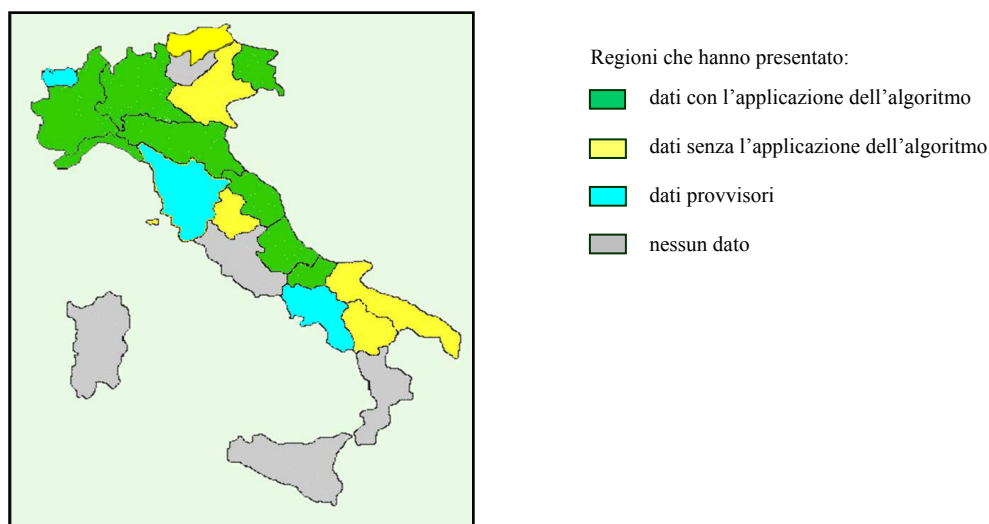 Regioni che hanno presentato:
dati con l'applicazione dell'algoritmo
dati senza l'applicazione dell'algoritmo
dati provvisori
nessun dato